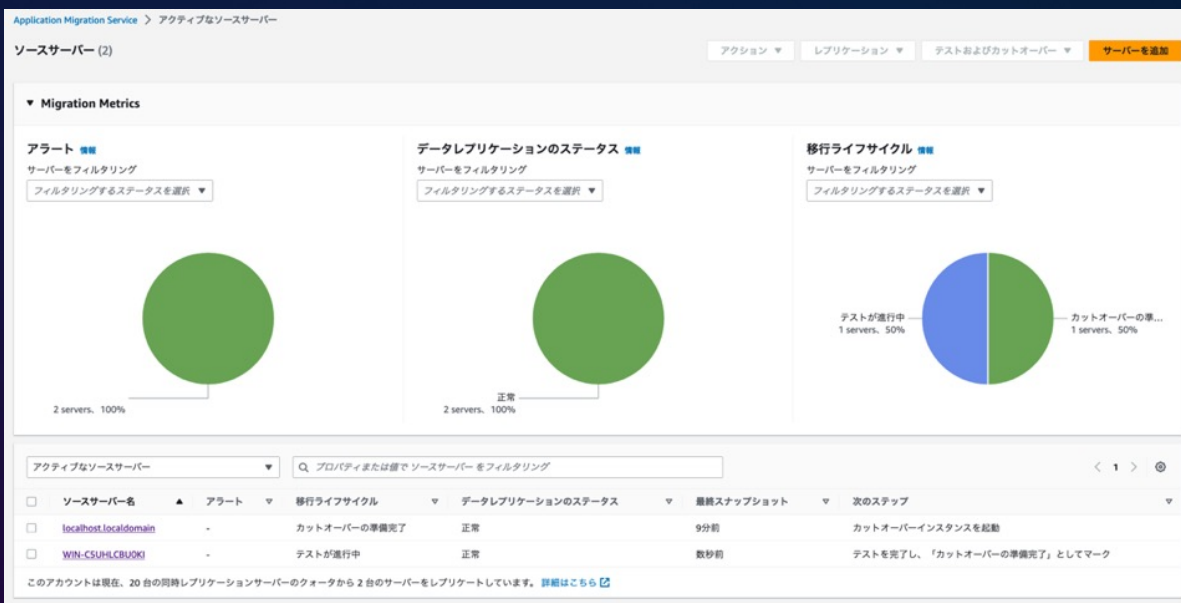 Application Migration Service > アクティブなソースサーバー
ソースサーバー (2)
アクション ▼ レプリケーション ▼ テストおよびカットオーバー ▼ サーバーを追加
▼ Migration Metrics
アラート 情報
サーバーをフィルタリング
フィルタリングするステータスを選択 ▼
2 servers、100%
データレプリケーションのステータス 情報
サーバーをフィルタリング
フィルタリングするステータスを選択 ▼
正常
2 servers、100%
移行ライフサイクル 情報
サーバーをフィルタリング
フィルタリングするステータスを選択 ▼
テストが進行中
1 servers、50%
カットオーバーの準...
1 servers、50%
アクティブなソースサーバー ▼ プロパティまたは値で ソースサーバー をフィルタリング < 1 >
ソースサーバー名 ▲ アラート ▽ 移行ライフサイクル ▽ データレプリケーションのステータス ▽ 最終スナップショット ▽ 次のステップ ▽
localhost.localdomain - カットオーバーの準備完了 正常 9分前 カットオーバーインスタンスを起動
WIN-C5UHLCBU0KI - テストが進行中 正常 数秒前 テストを完了し、「カットオーバーの準備完了」としてマーク
このアカウントは現在、20 台の同時レプリケーションサーバーのクォータから 2 台のサーバーをレプリケートしています。 詳細はこちら